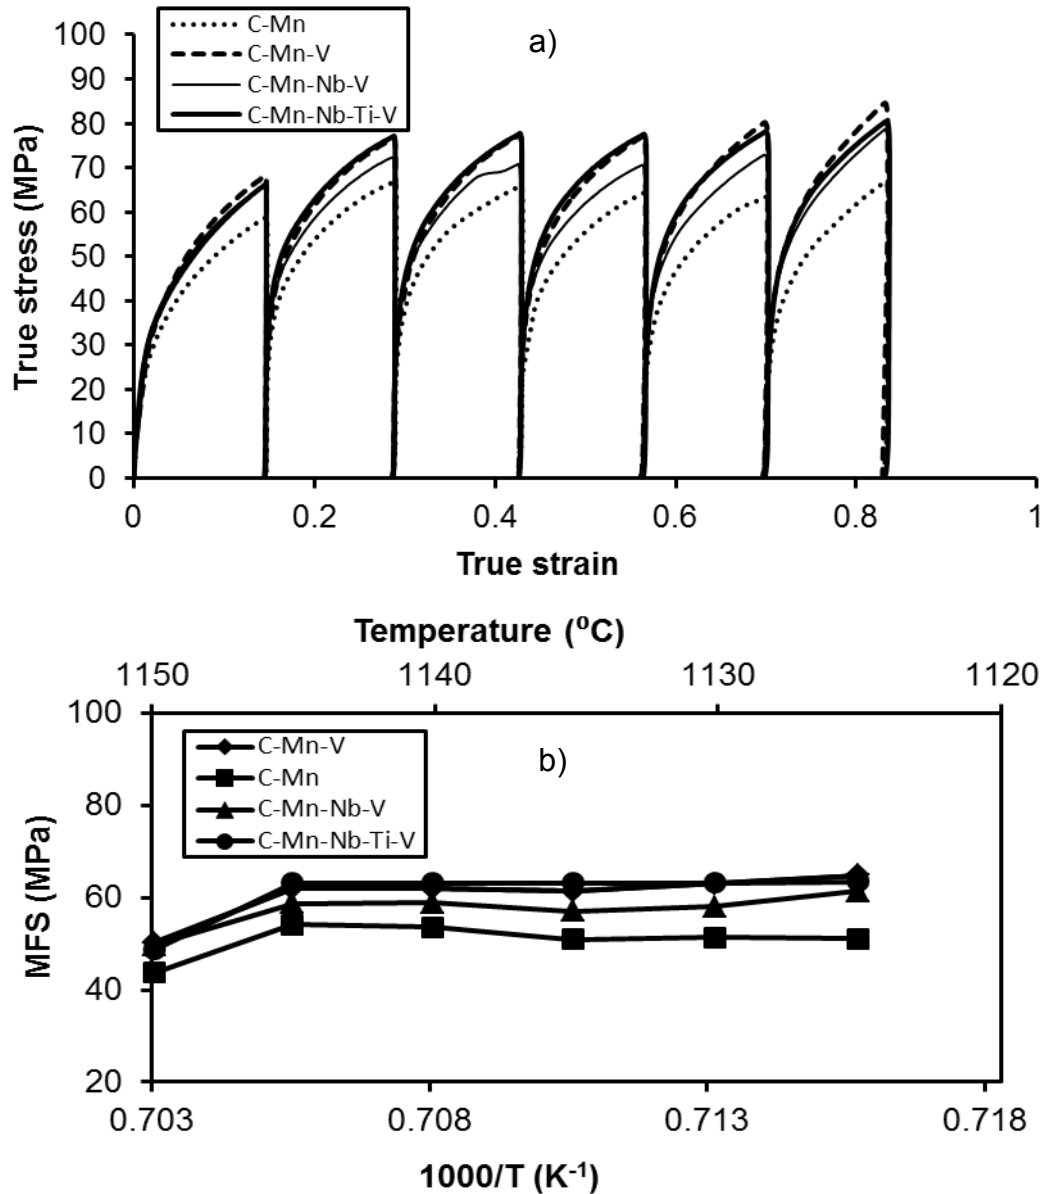 a)
C-Mn
C-Mn-V
C-Mn-Nb-V
C-Mn-Nb-Ti-V
True stress (MPa)
100
90
80
70
60
50
40
30
20
10
0
0 0.2 0.4 0.6 0.8 1
True strain
Temperature (⁰C)
1150 1140 1130 1120
b)
C-Mn-V
C-Mn
C-Mn-Nb-V
C-Mn-Nb-Ti-V
MFS (MPa)
100
80
60
40
20
0.703 0.708 0.713 0.718
1000/T (K⁻¹)